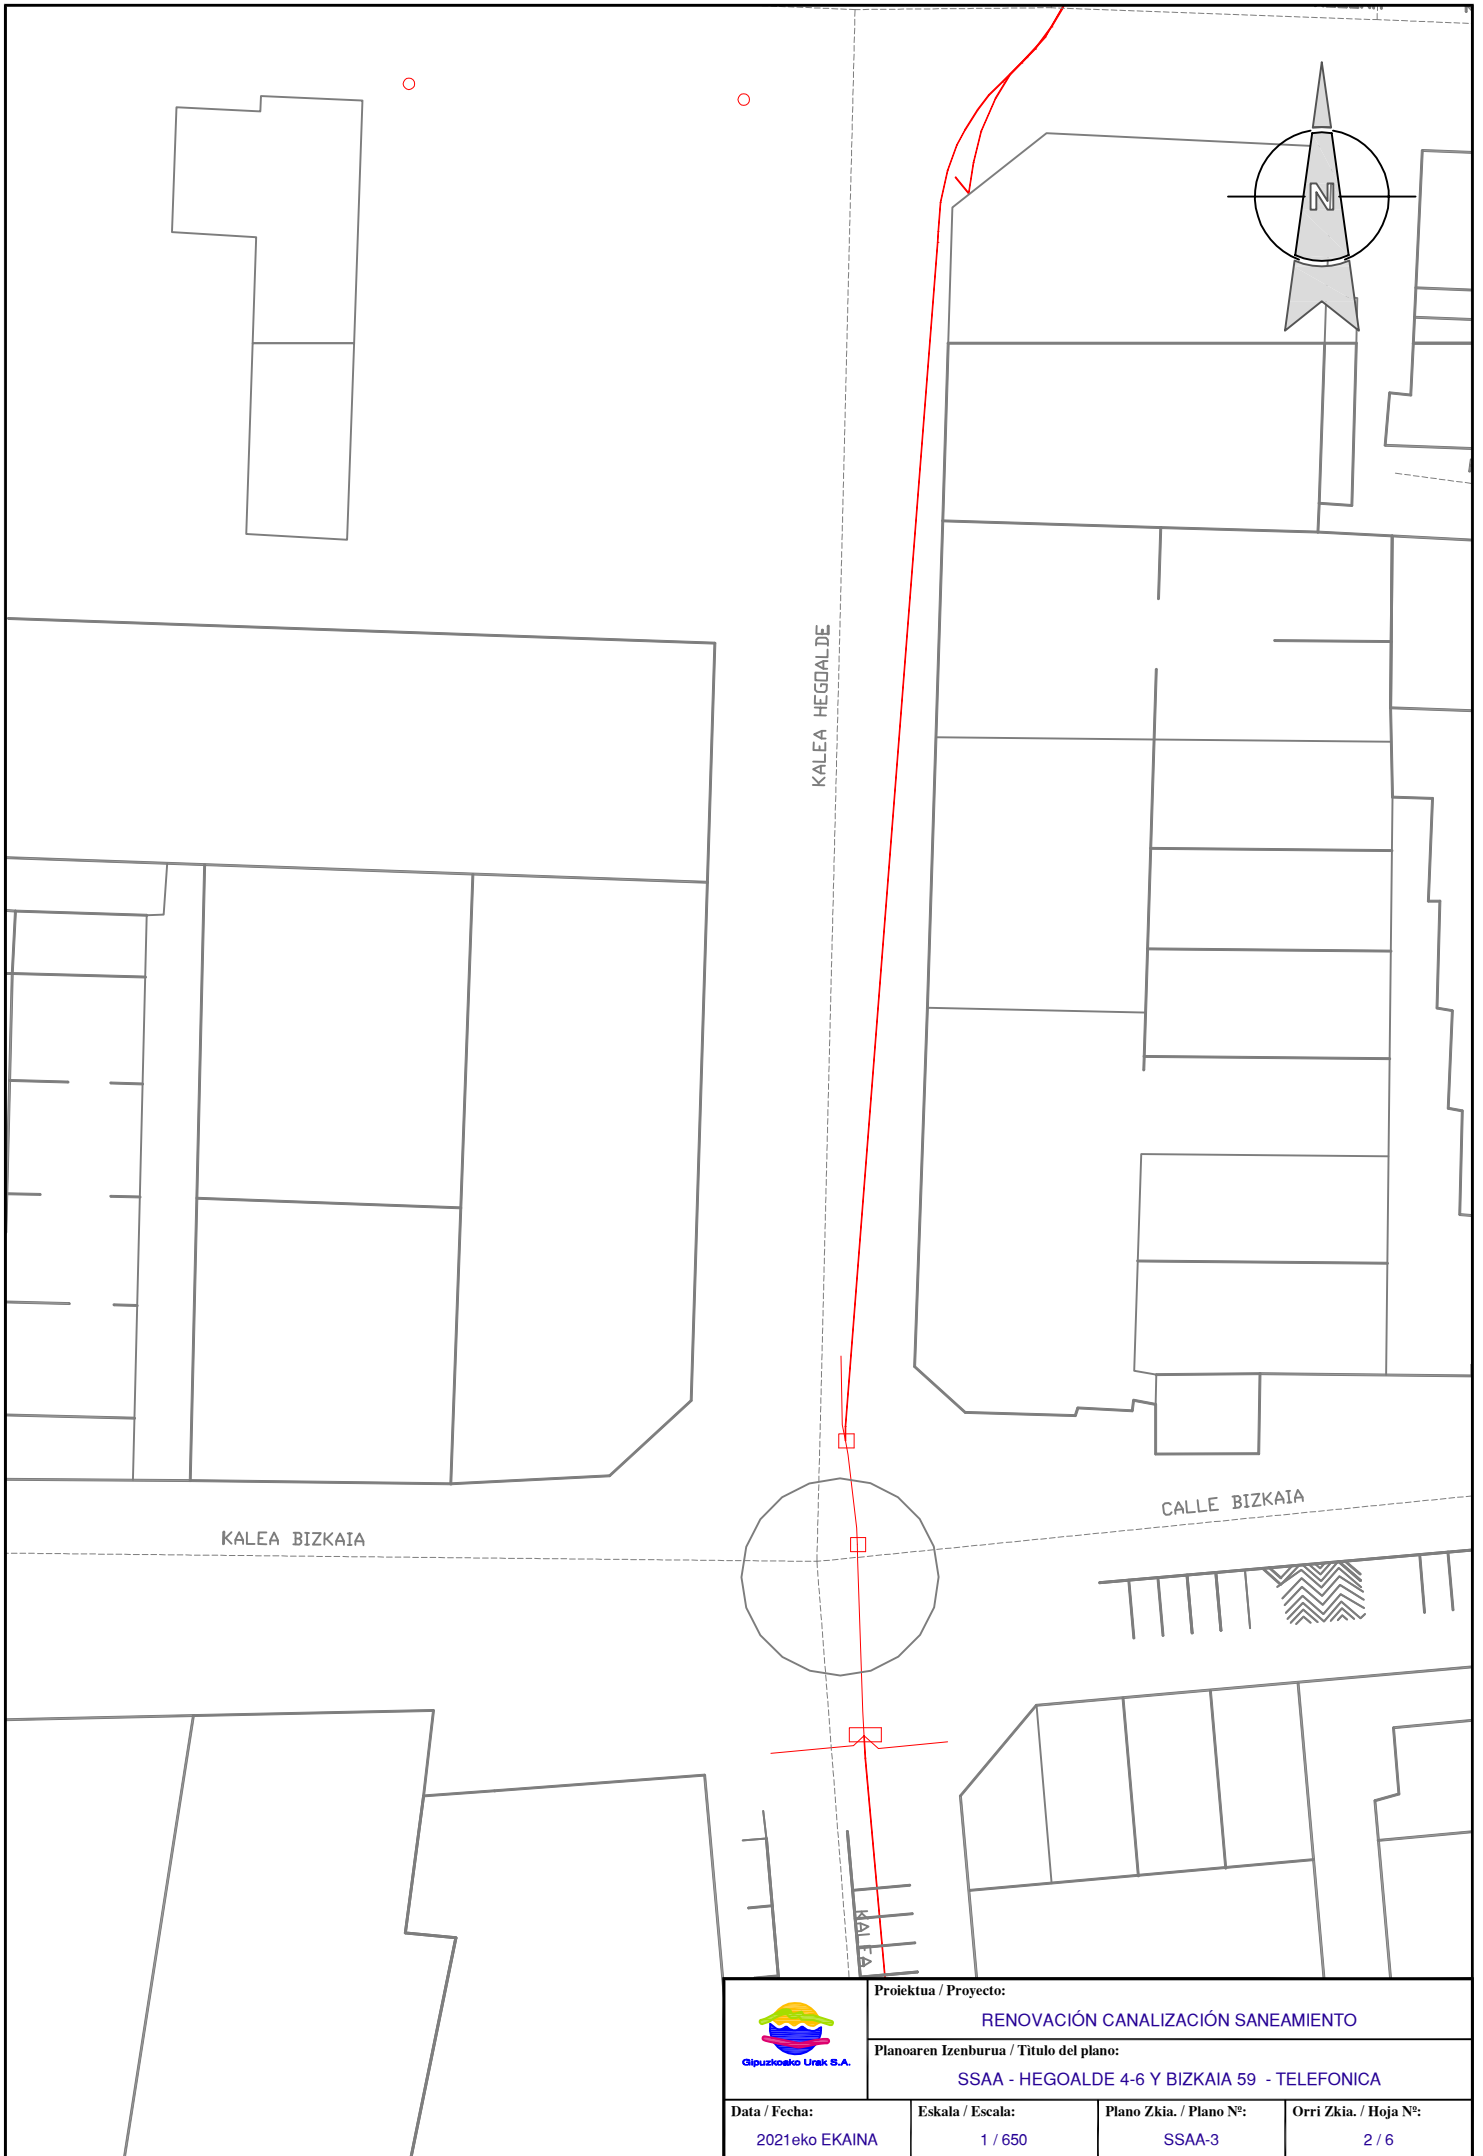 N
KALEA HEGOALDE
CALLE BIZKAIA
KALEA BIZKAIA
KALEA
Gipuzkoako Urak S.A.
Proiektua / Proyecto:
RENOVACIÓN CANALIZACIÓN SANEAMIENTO
Planoaren Izenburua / Título del plano:
SSAA - HEGOALDE 4-6 Y BIZKAIA 59 - TELEFONICA
Data / Fecha:
2021eko EKAINA
Eskala / Escala:
1 / 650
Plano Zkia. / Plano Nº:
SSAA-3
Orri Zkia. / Hoja Nº:
2 / 6